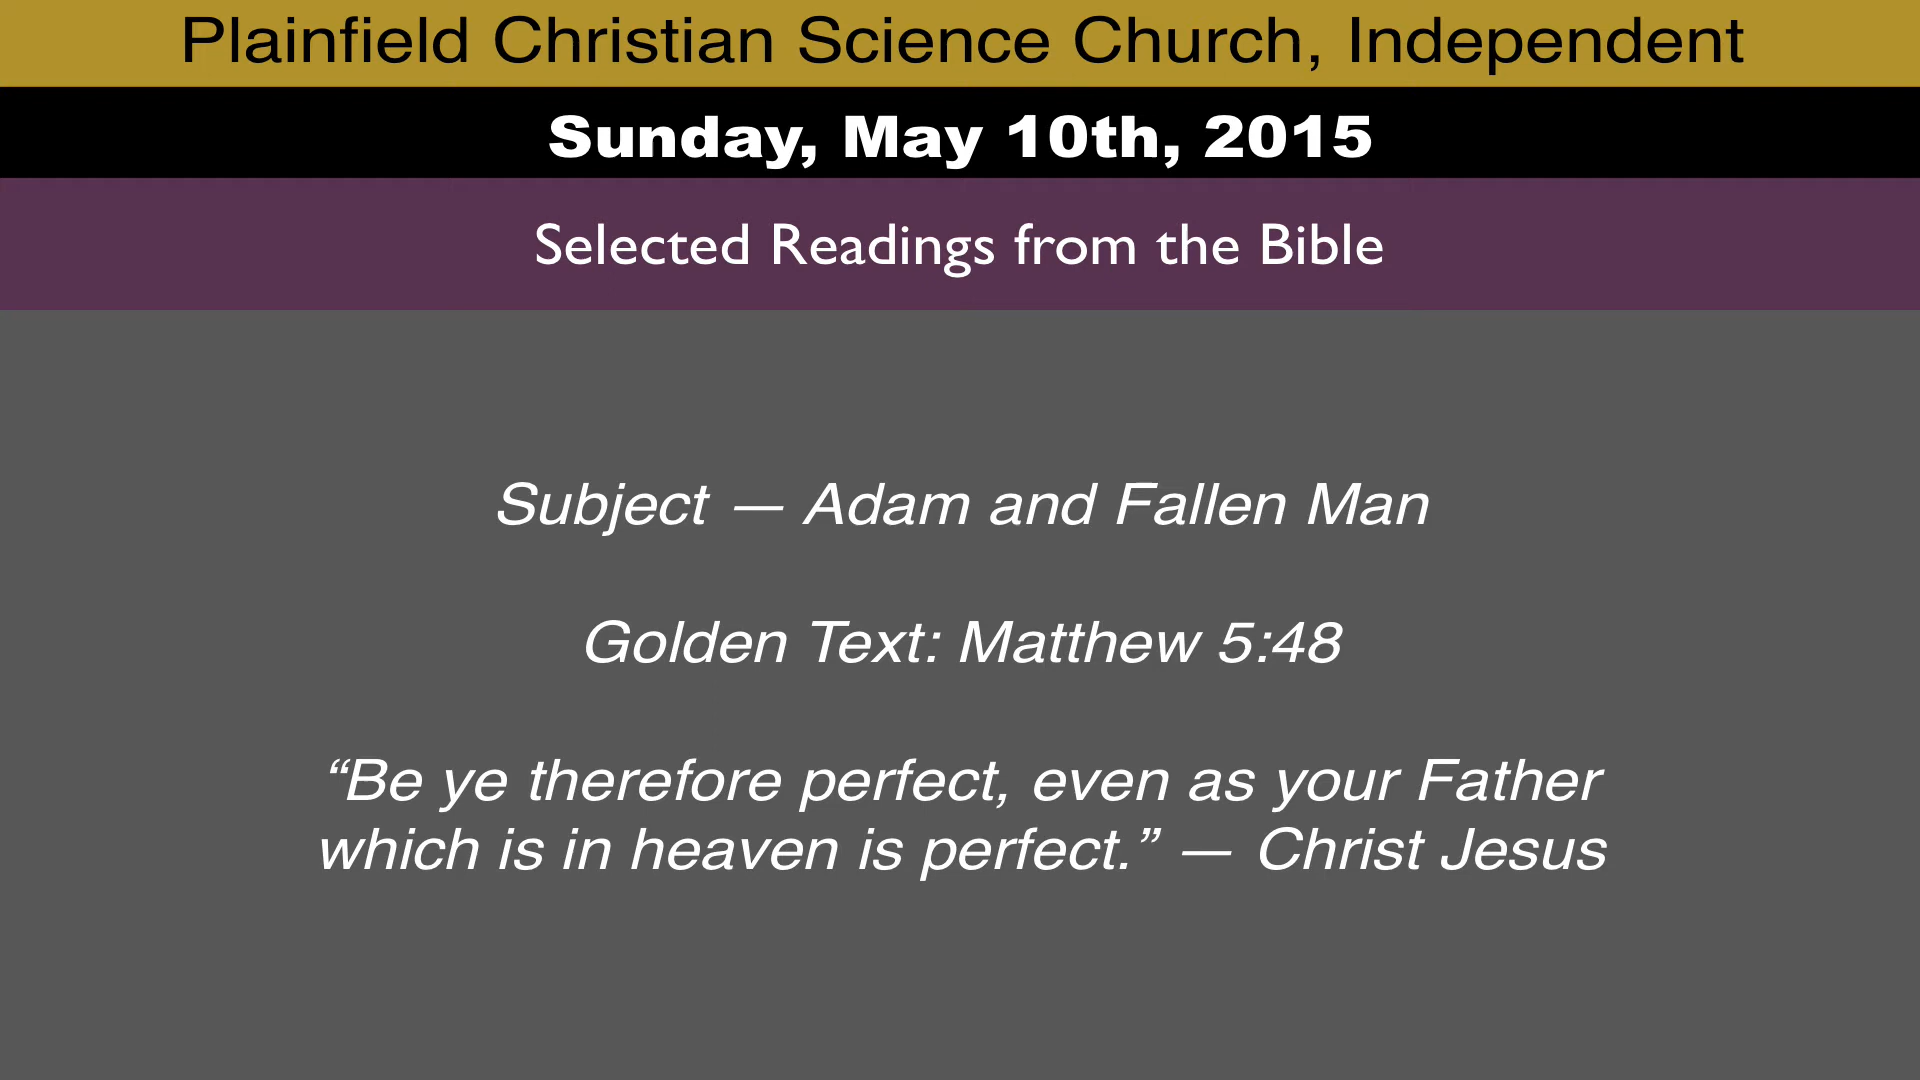 Plainfield Christian Science Church, Independent
Sunday, May 10th, 2015
Selected Readings from the Bible
Subject — Adam and Fallen Man
Golden Text: Matthew 5:48
“Be ye therefore perfect, even as your Father
which is in heaven is perfect.” — Christ Jesus